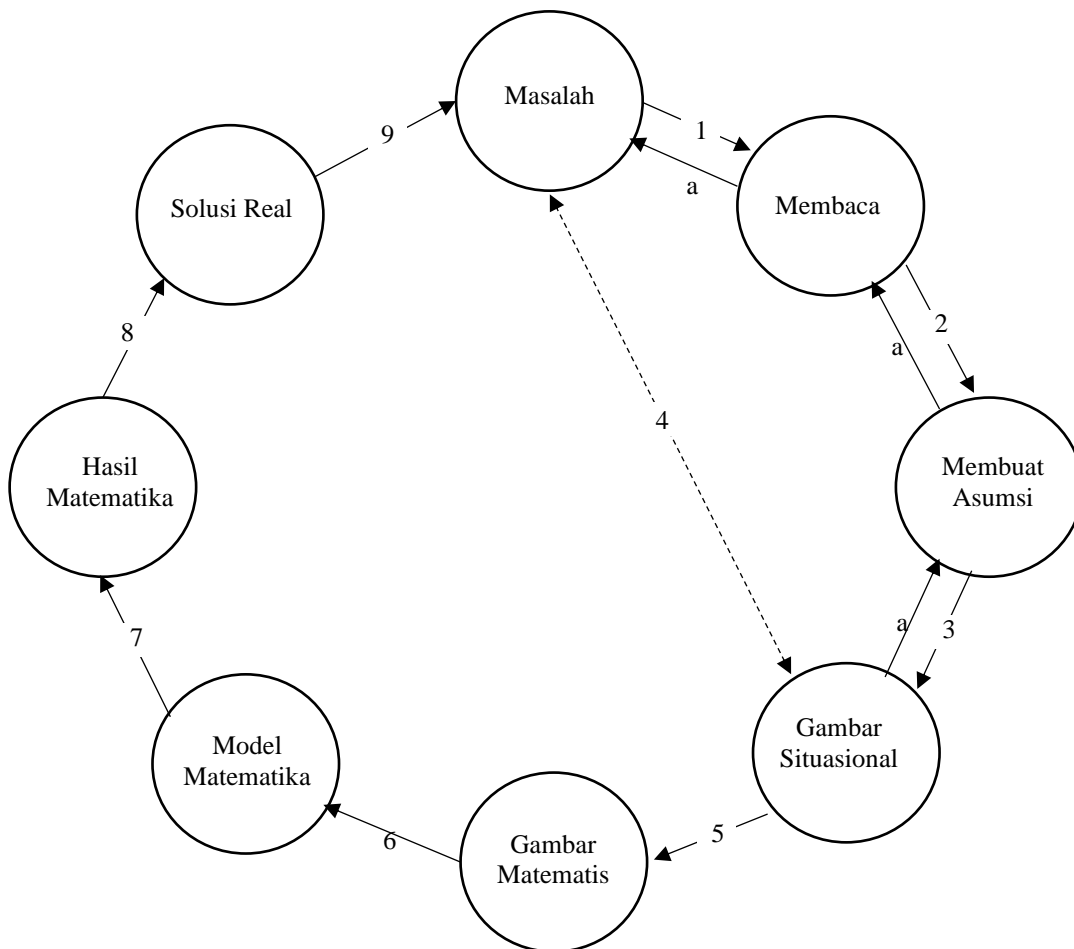 Masalah
1
a
Membaca
2
a
Membuat
Asumsi
3
a
Gambar
Situasional
4
5
Gambar
Matematis
6
Model
Matematika
7
Hasil
Matematika
8
Solusi Real
9